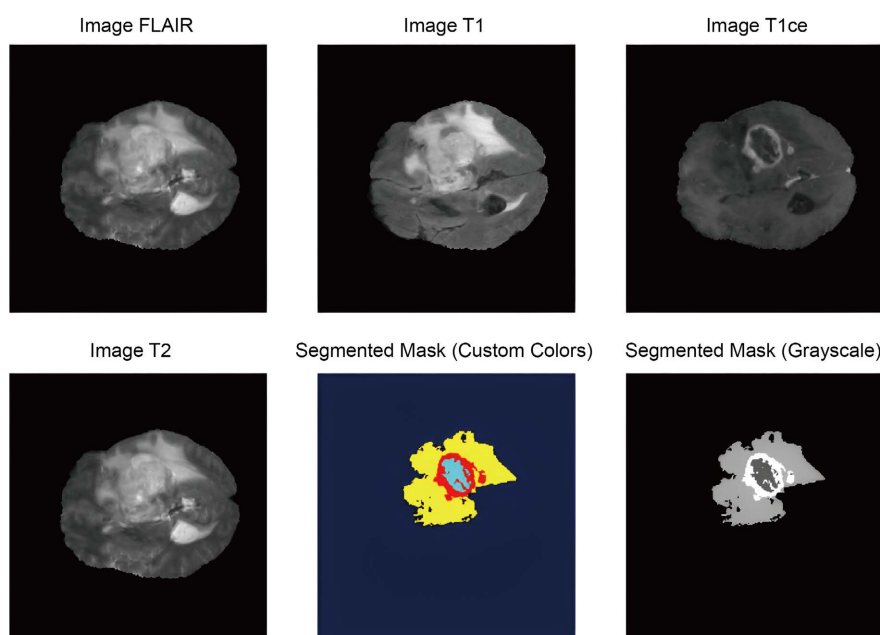 Image FLAIR
Image T1
Image T1ce
Image T2
Segmented Mask (Custom Colors)
Segmented Mask (Grayscale)